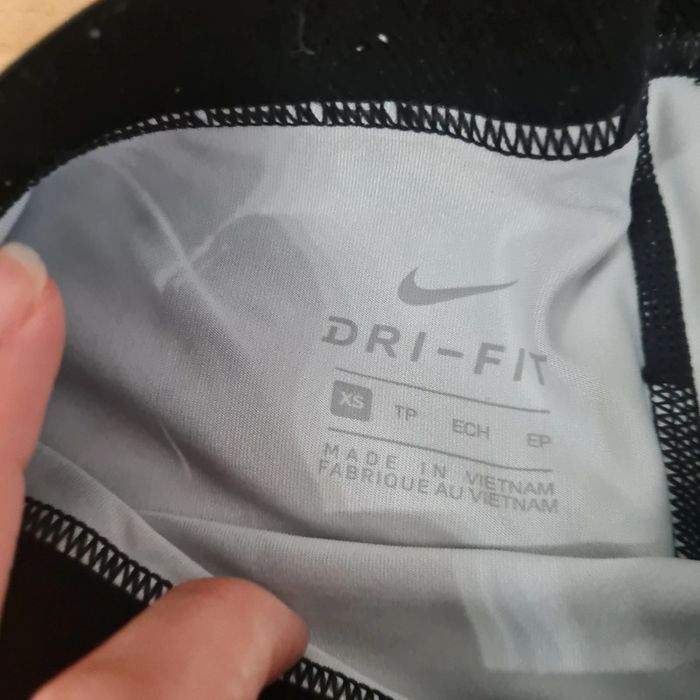 DRI-FIT
XS TP ECH EP
MADE IN VIETNAM
FABRIQUE AU VIETNAM